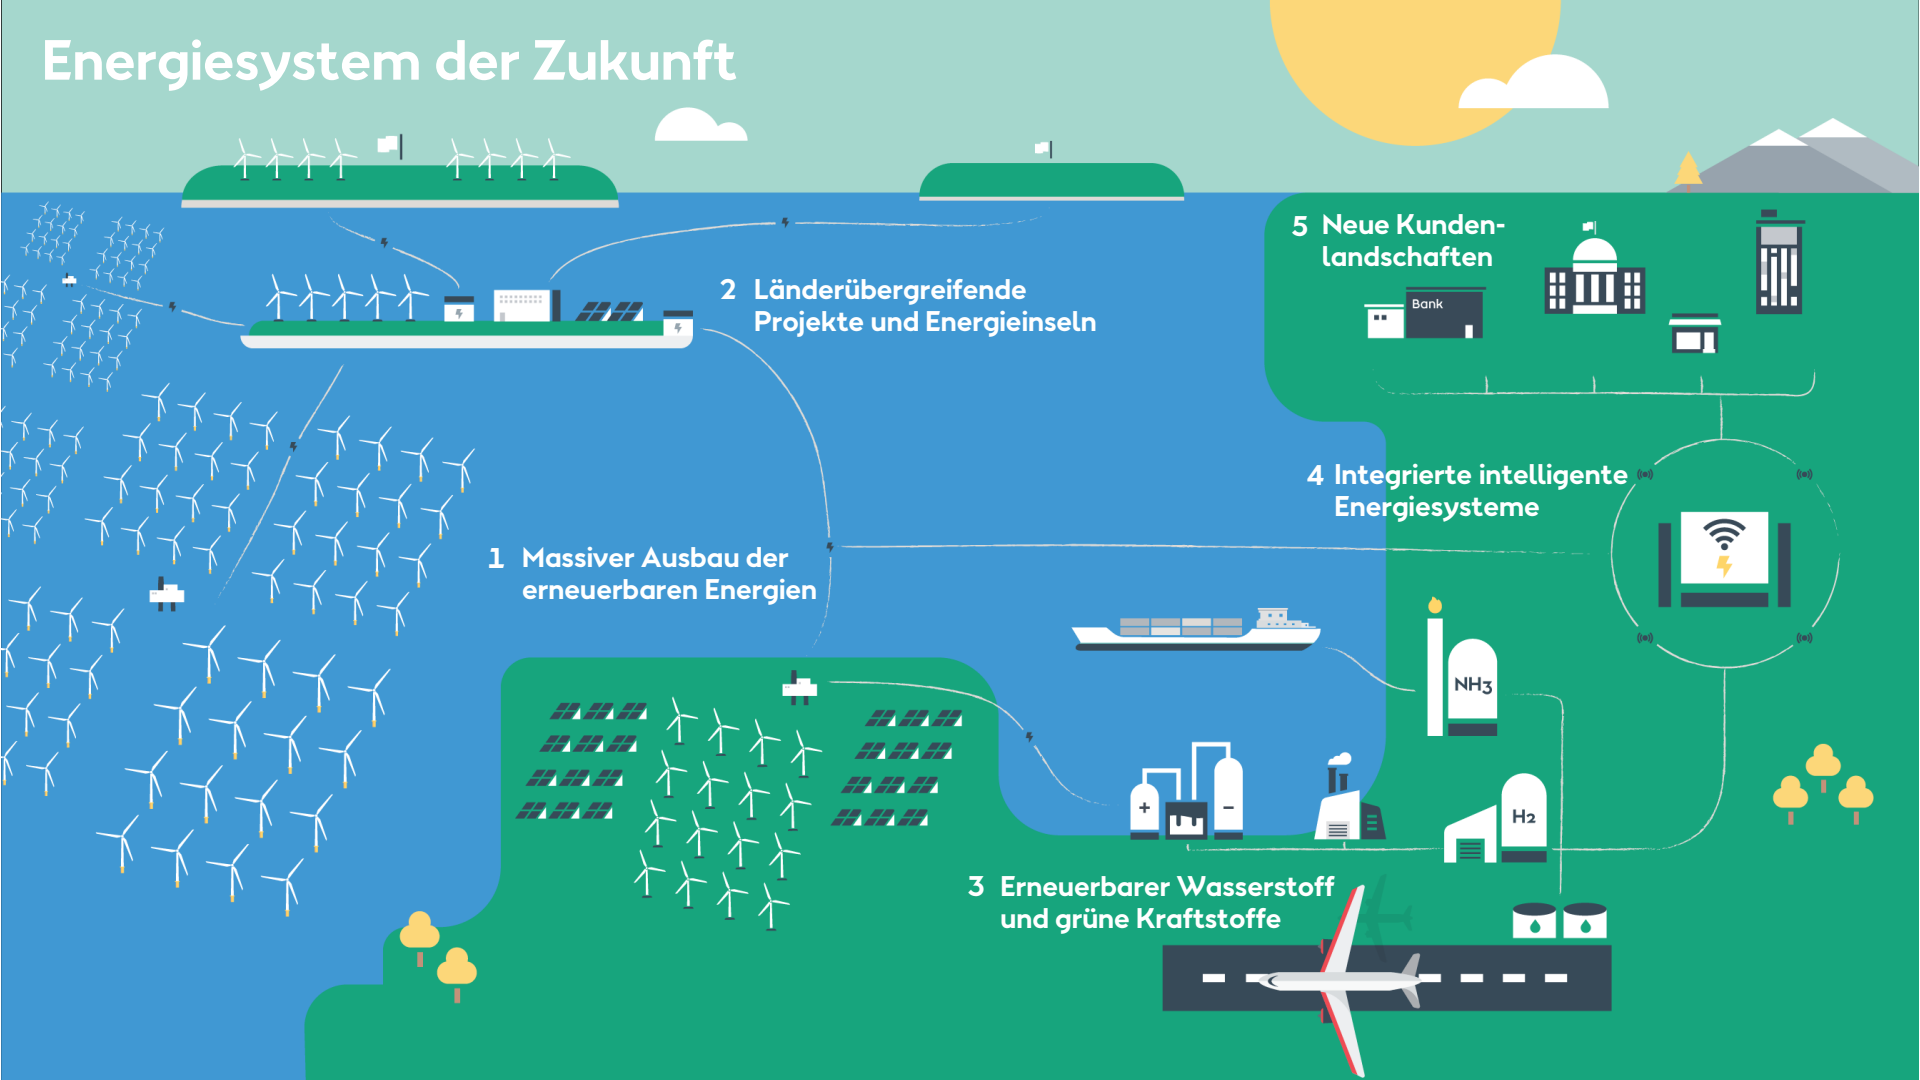 Energiesystem der Zukunft
5 Neue Kunden-
landschaften
Bank
2 Länderübergreifende
Projekte und Energieinseln
4 Integrierte intelligente
Energiesysteme
1 Massiver Ausbau der
erneuerbaren Energien
NH3
+ −
H2
3 Erneuerbarer Wasserstoff
und grüne Kraftstoffe